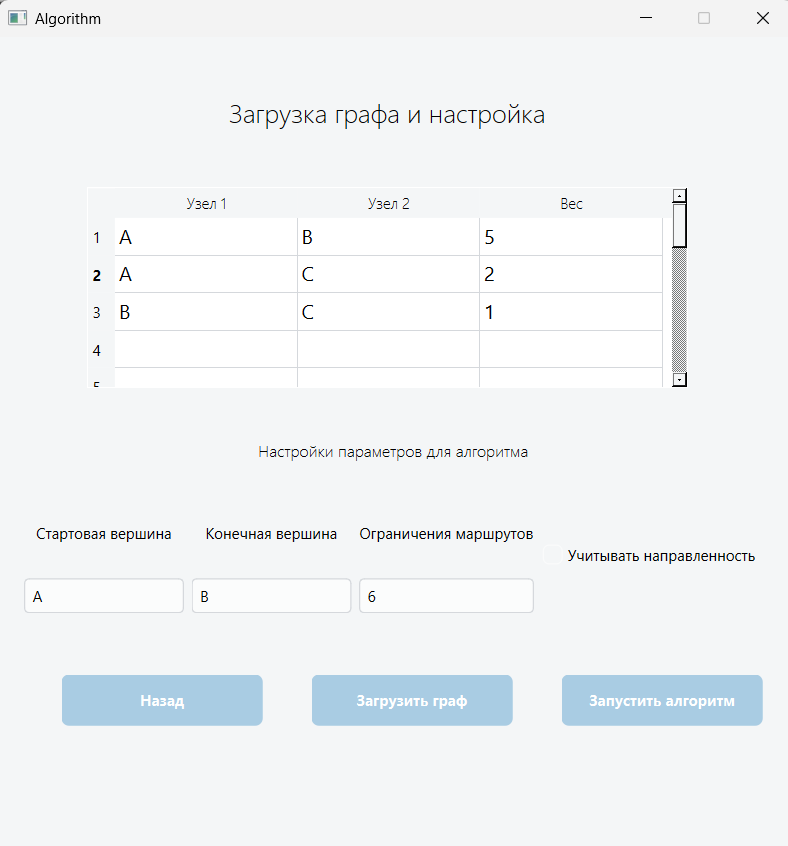 Algorithm
Загрузка графа и настройка
Узел 1 Узел 2 Вес
1 A B 5
2 A C 2
3 B C 1
4
5
Настройки параметров для алгоритма
Стартовая вершина Конечная вершина Ограничения маршрутов
Учитывать направленность
A B 6
Назад Загрузить граф Запустить алгоритм